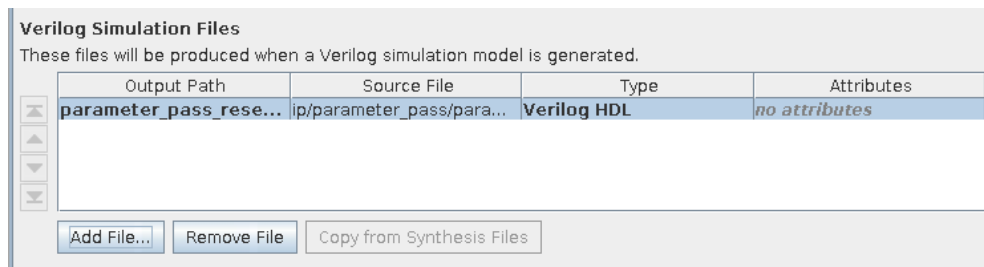 Verilog Simulation Files
These files will be produced when a Verilog simulation model is generated.
Output Path Source File Type Attributes
parameter_pass_rese... ip/parameter_pass/para... Verilog HDL no attributes
Add File... Remove File Copy from Synthesis Files